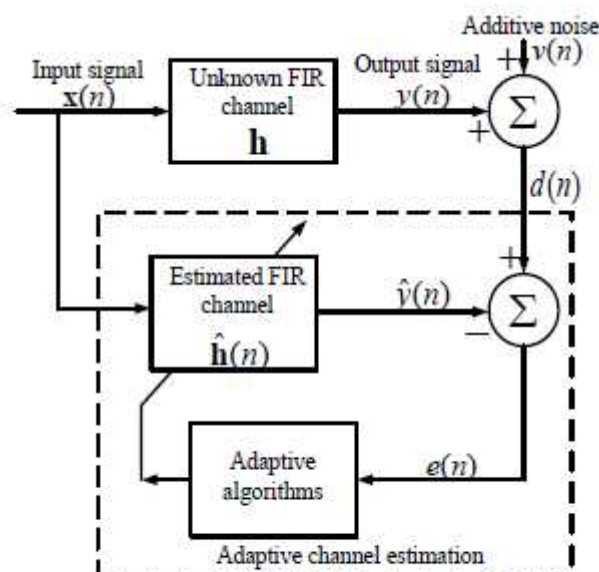 Additive noise
+ v(n)
Input signal
x(n)
Unknown FIR
channel
h
Output signal
y(n)
+
Σ
d(n)
Estimated FIR
channel
ĥ(n)
ŷ(n)
+
−
Σ
Adaptive
algorithms
e(n)
Adaptive channel estimation